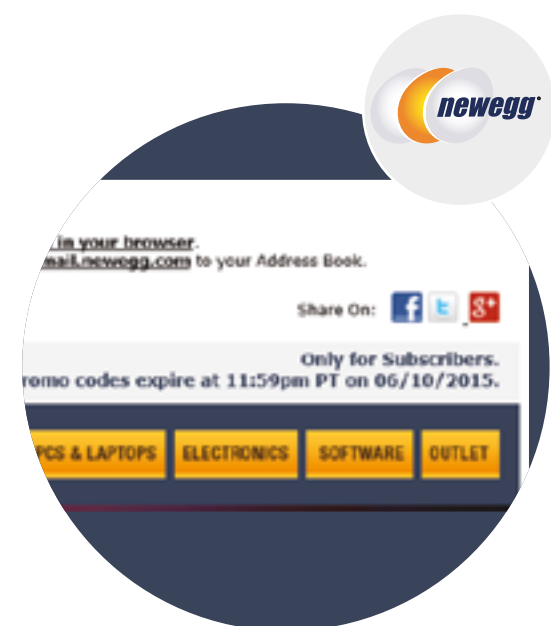 newegg
in your browser.
mail.newegg.com to your Address Book.
Share On:
Only for Subscribers.
romo codes expire at 11:59pm PT on 06/10/2015.
PCS & LAPTOPS ELECTRONICS SOFTWARE OUTLET